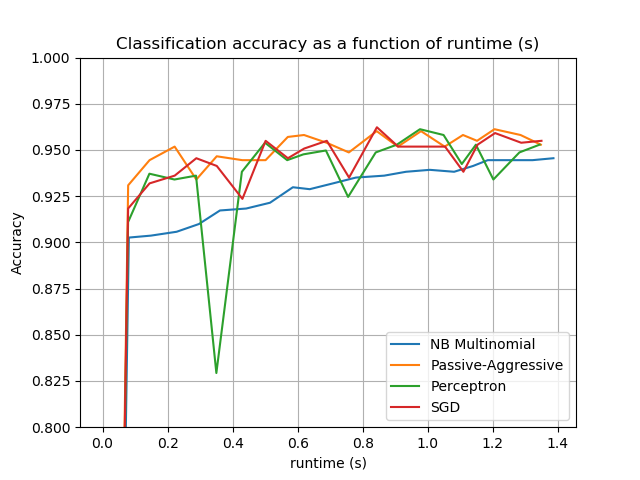 Classification accuracy as a function of runtime (s)
1.000
0.975
0.950
0.925
0.900
0.875
0.850
0.825
0.800
Accuracy
NB Multinomial
Passive-Aggressive
Perceptron
SGD
0.0 0.2 0.4 0.6 0.8 1.0 1.2 1.4
runtime (s)